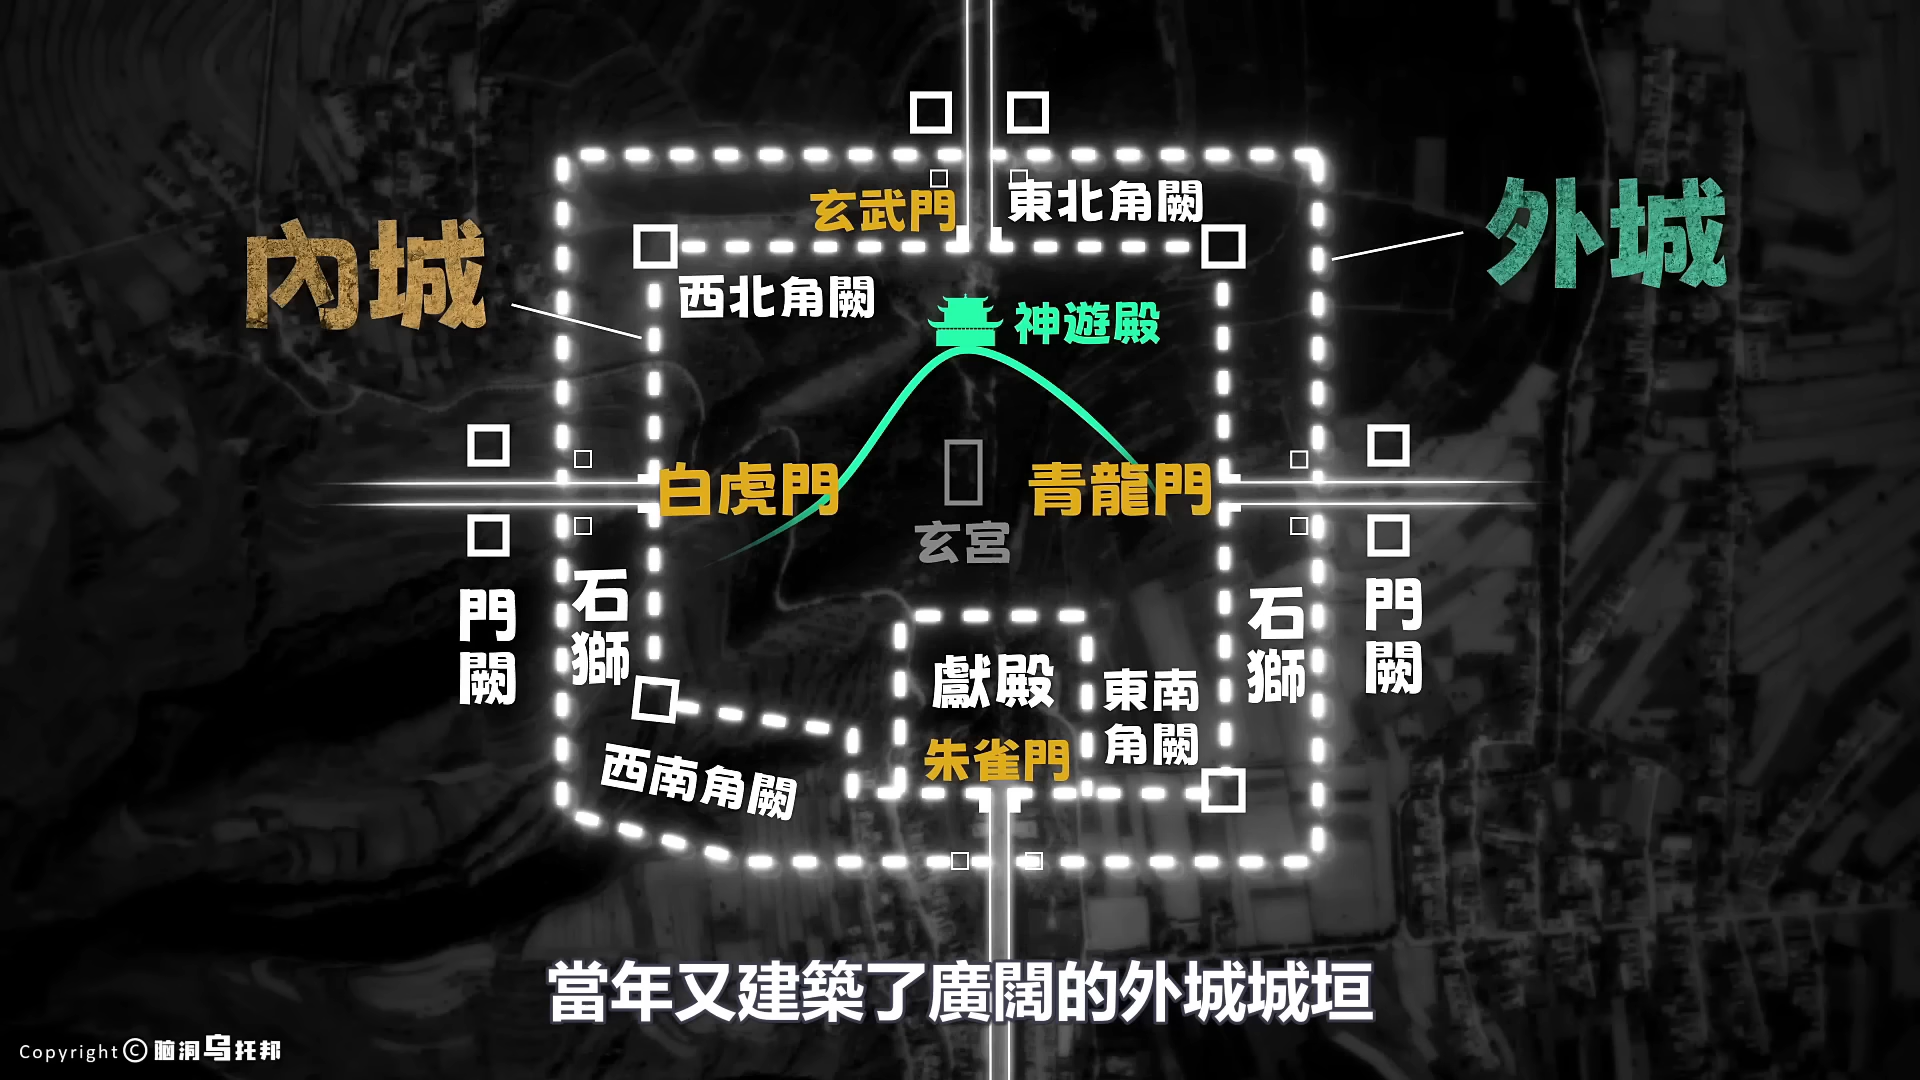 玄武門
東北角闕
內城
外城
西北角闕
神遊殿
白虎門
青龍門
玄宮
門闕
石獅
石獅
門闕
獻殿
東南
角闕
朱雀門
西南角闕
當年又建築了廣闊的外城城垣
Copyright © 脑洞乌托邦